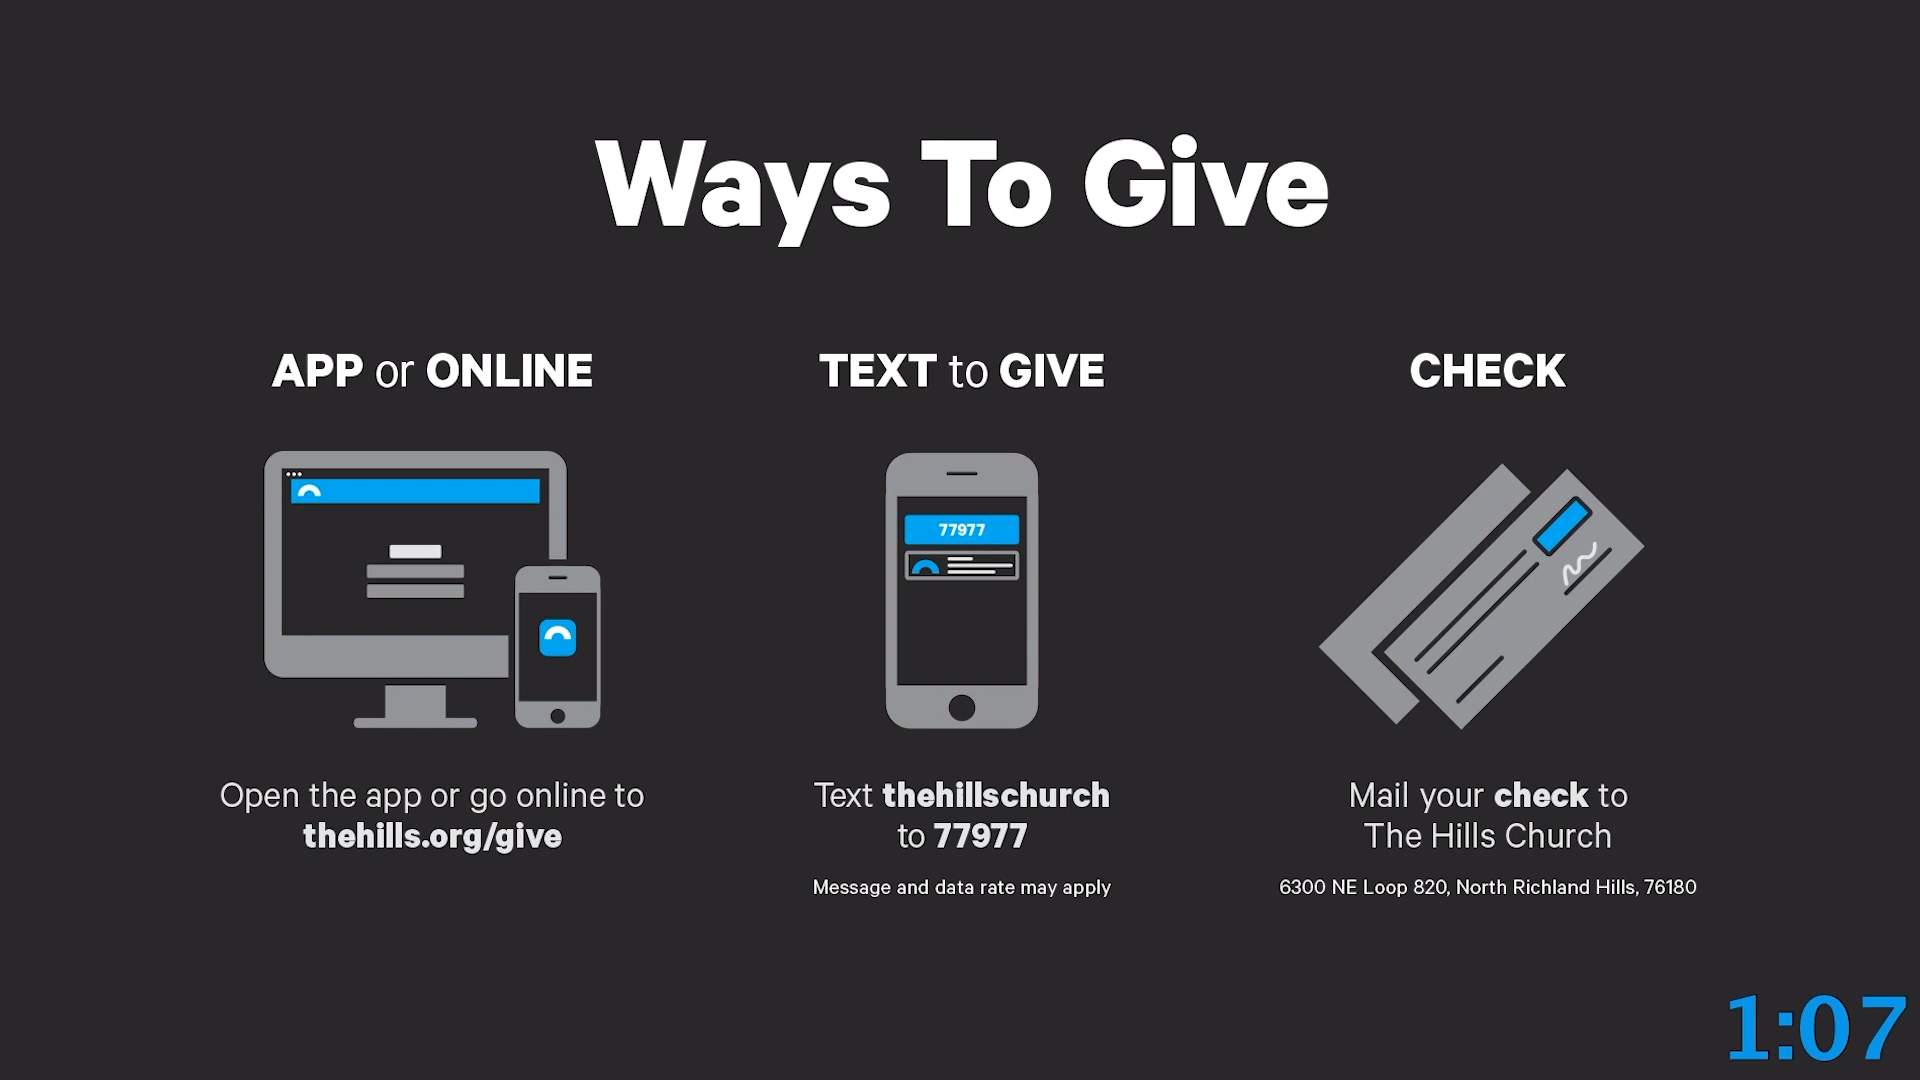 Ways To Give
APP or ONLINE
Open the app or go online to
thehills.org/give
TEXT to GIVE
77977
Text thehillschurch
to 77977
Message and data rate may apply
CHECK
Mail your check to
The Hills Church
6300 NE Loop 820, North Richland Hills, 76180
1:07